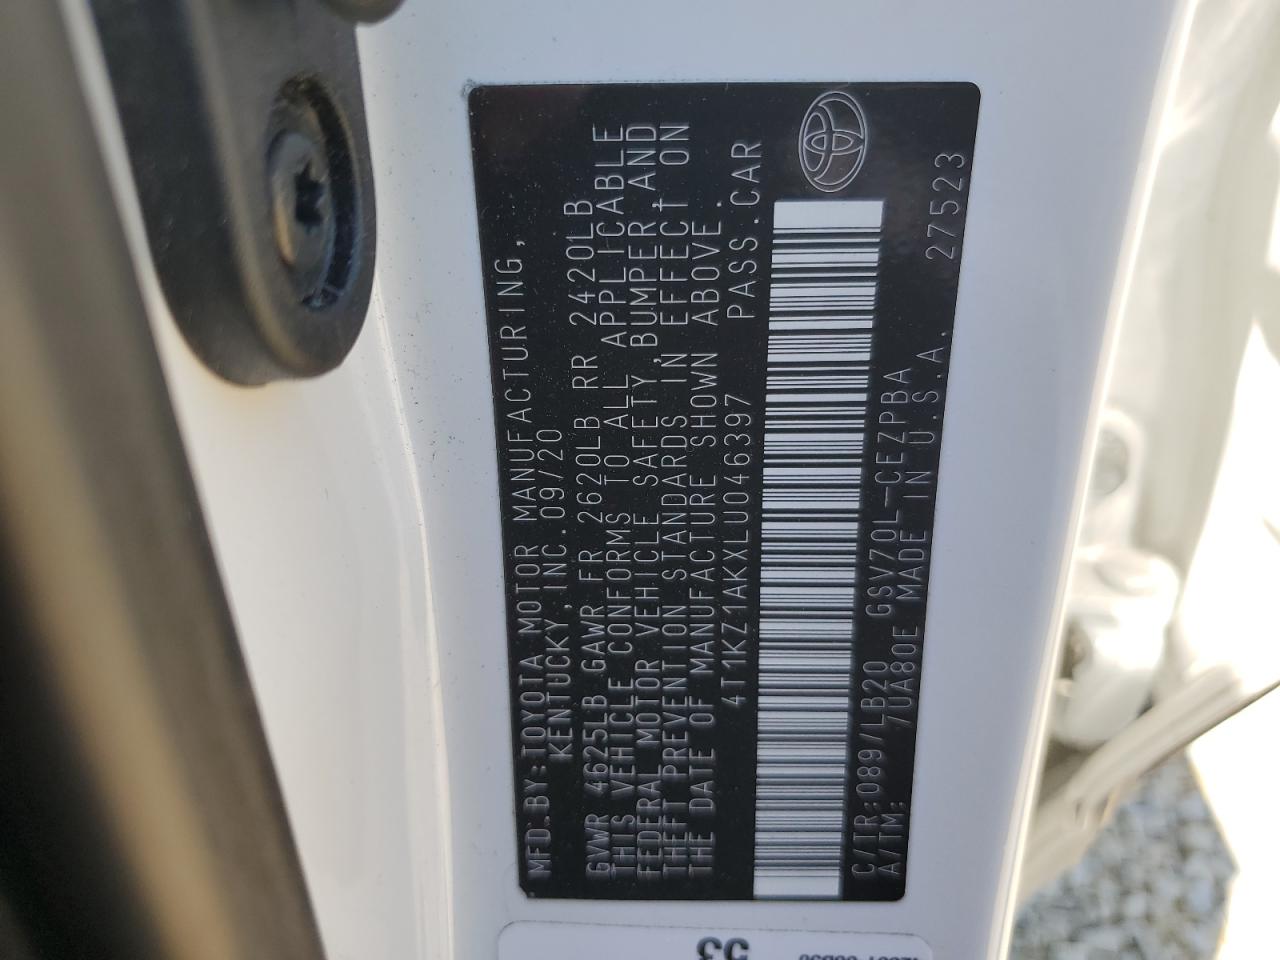 MFD.BY:TOYOTA MOTOR MANUFACTURING,
KENTUCKY,INC.09/20
GVWR 4625LB GAWR FR 2620LB RR 2420LB
THIS VEHICLE CONFORMS TO ALL APPLICABLE
FEDERAL MOTOR VEHICLE SAFETY,BUMPER,AND
THEFT PREVENTION STANDARDS IN EFFECT ON
THE DATE OF MANUFACTURE SHOWN ABOVE.
4T1KZ1AKXLU046397 PASS.CAR
C/TR:089/LB20 GSV70L-CEZPBA 27523
A/TM: 7UA80E MADE IN U.S.A.
53